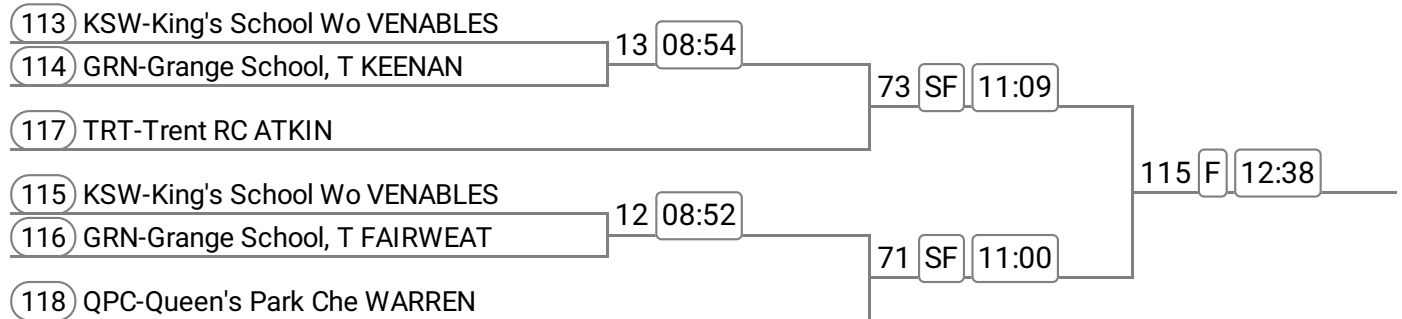 113 KSW-King's School Wo VENABLES
13 08:54
114 GRN-Grange School, T KEENAN
73 SF 11:09
117 TRT-Trent RC ATKIN
115 F 12:38
115 KSW-King's School Wo VENABLES
12 08:52
116 GRN-Grange School, T FAIRWEAT
71 SF 11:00
118 QPC-Queen's Park Che WARREN